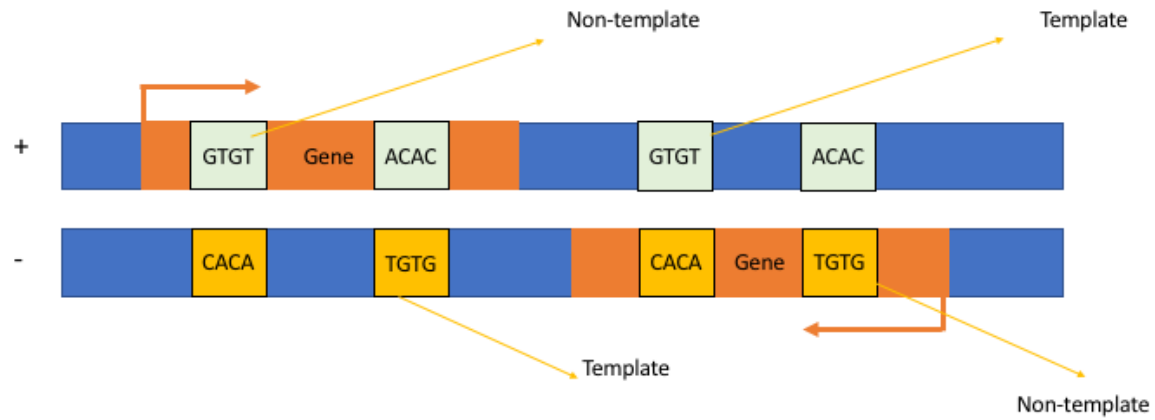 Non-template
Template
+
GTGT
Gene
ACAC
GTGT
ACAC
-
CACA
TGTG
CACA
Gene
TGTG
Template
Non-template